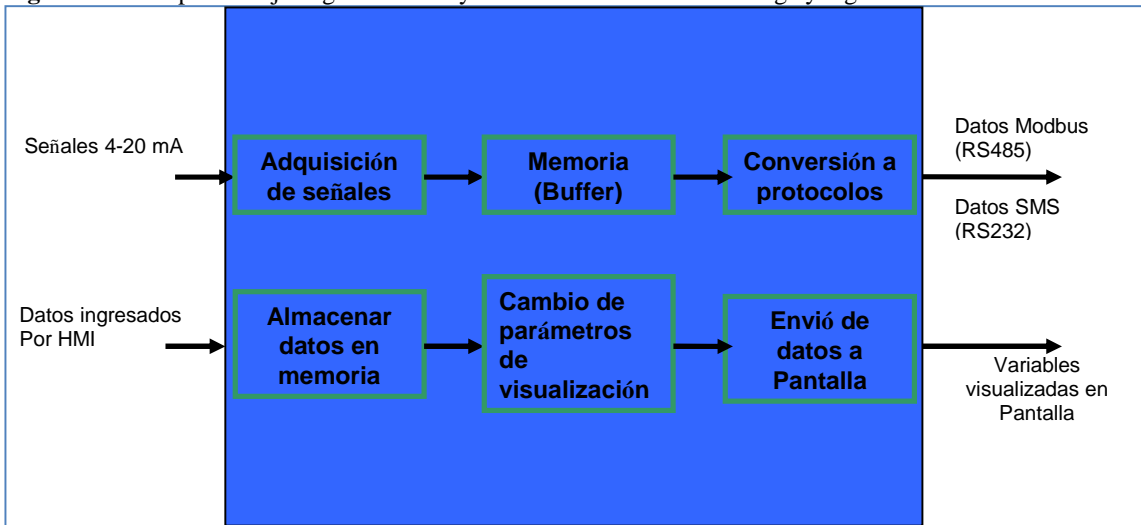 Señales 4-20 mA
Adquisición
de señales
Memoria
(Buffer)
Conversión a
protocolos
Datos Modbus
(RS485)
Datos SMS
(RS232)
Datos ingresados
Por HMI
Almacenar
datos en
memoria
Cambio de
parámetros
de
visualización
Envió de
datos a
Pantalla
Variables
visualizadas en
Pantalla